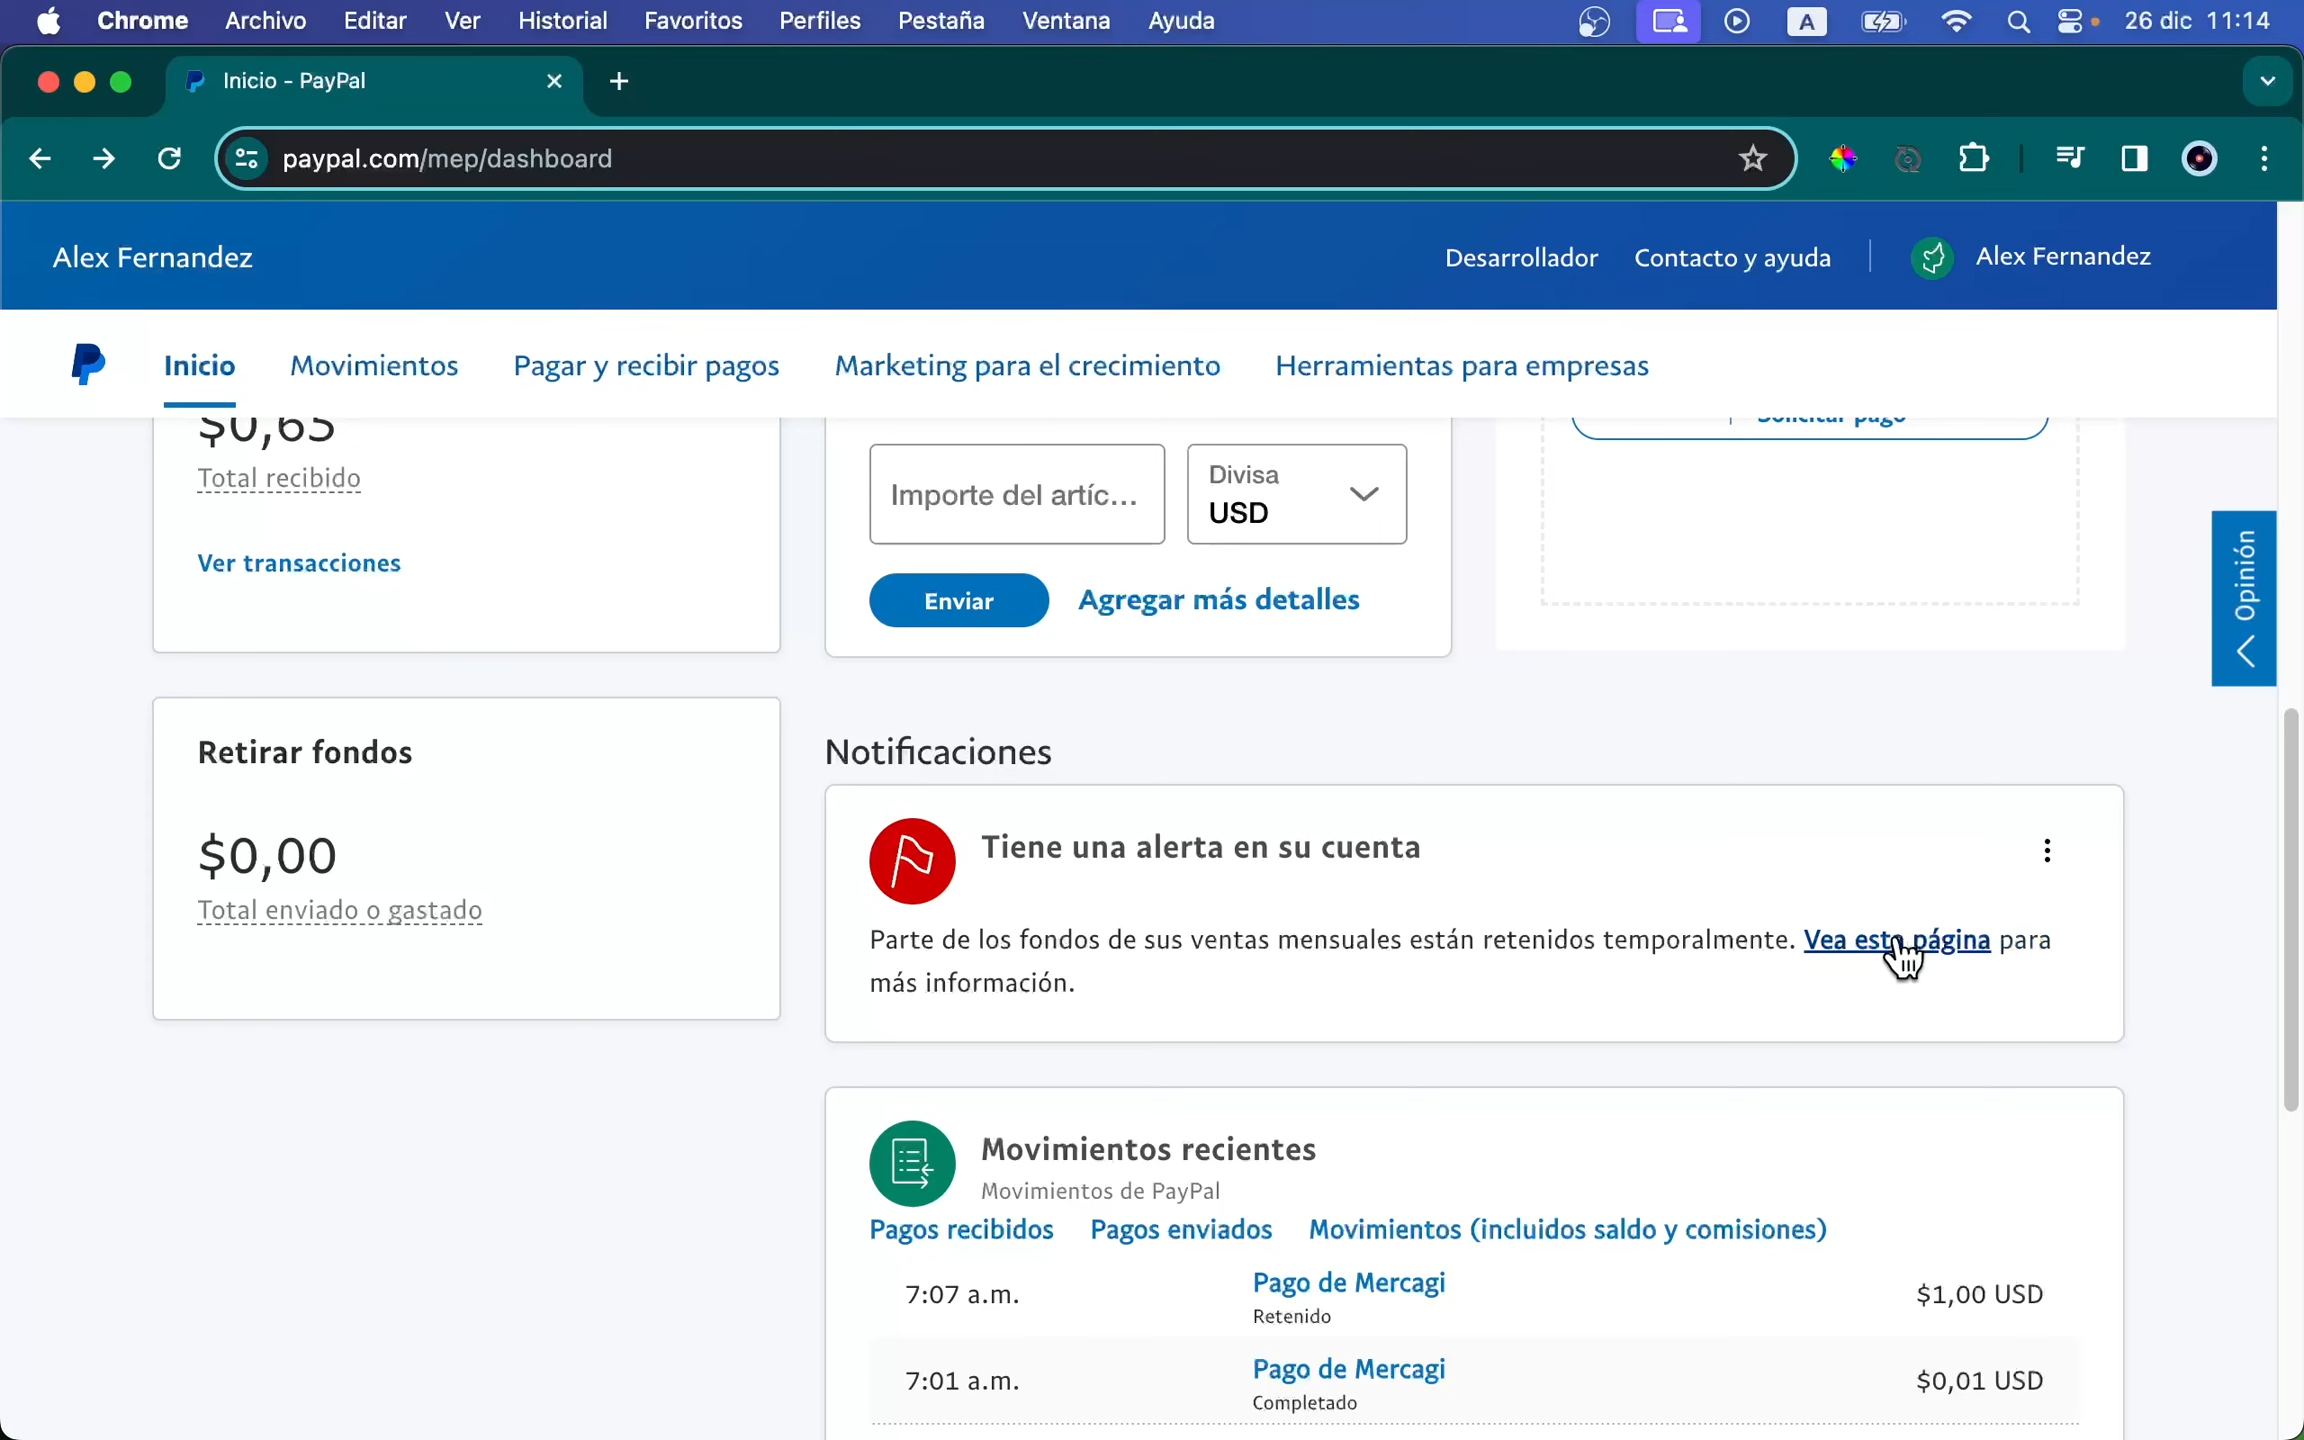 Chrome Archivo Editar Ver Historial Favoritos Perfiles Pestaña Ventana Ayuda A 26 dic 11:14
Inicio - PayPal
paypal.com/mep/dashboard
Alex Fernandez Desarrollador Contacto y ayuda Alex Fernandez
Inicio Movimientos Pagar y recibir pagos Marketing para el crecimiento Herramientas para empresas
$0,65
Total recibido
Ver transacciones
Importe del artíc...
Divisa
USD
Enviar Agregar más detalles
Solicitar pago
Opinión
Retirar fondos
$0,00
Total enviado o gastado
Notificaciones
Tiene una alerta en su cuenta
Parte de los fondos de sus ventas mensuales están retenidos temporalmente. Vea esta página para
más información.
Movimientos recientes
Movimientos de PayPal
Pagos recibidos Pagos enviados Movimientos (incluidos saldo y comisiones)
7:07 a.m. Pago de Mercagi $1,00 USD
Retenido
7:01 a.m. Pago de Mercagi $0,01 USD
Completado